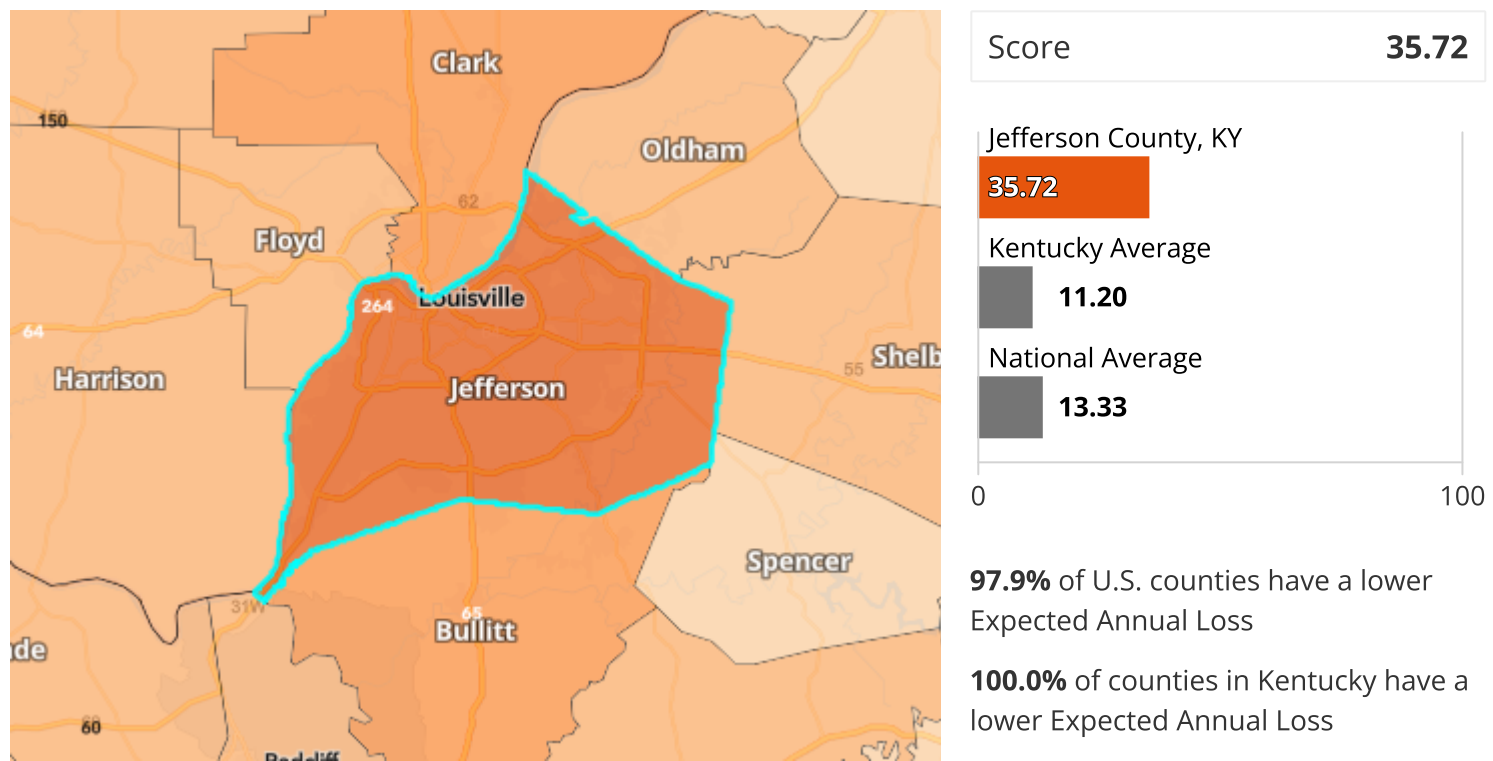 Clark
150
Oldham
62
Floyd
Louisville
264
64
Shelb
55
Harrison
Jefferson
Spencer
31W
65
Bullitt
de
60
Radcliff
Score 35.72
Jefferson County, KY
35.72
Kentucky Average
11.20
National Average
13.33
0 100
97.9% of U.S. counties have a lower
Expected Annual Loss
100.0% of counties in Kentucky have a
lower Expected Annual Loss